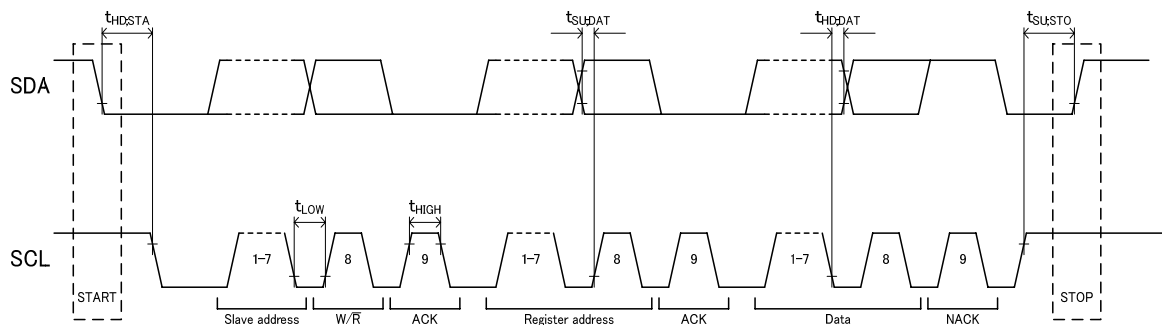 tHD;STA tSU;DAT tHD;DAT tSU;STO
SDA
tLOW tHIGH
SCL
1-7 8 9 1-7 8 9 1-7 8 9
START STOP
Slave address W/R̅ ACK Register address ACK Data NACK